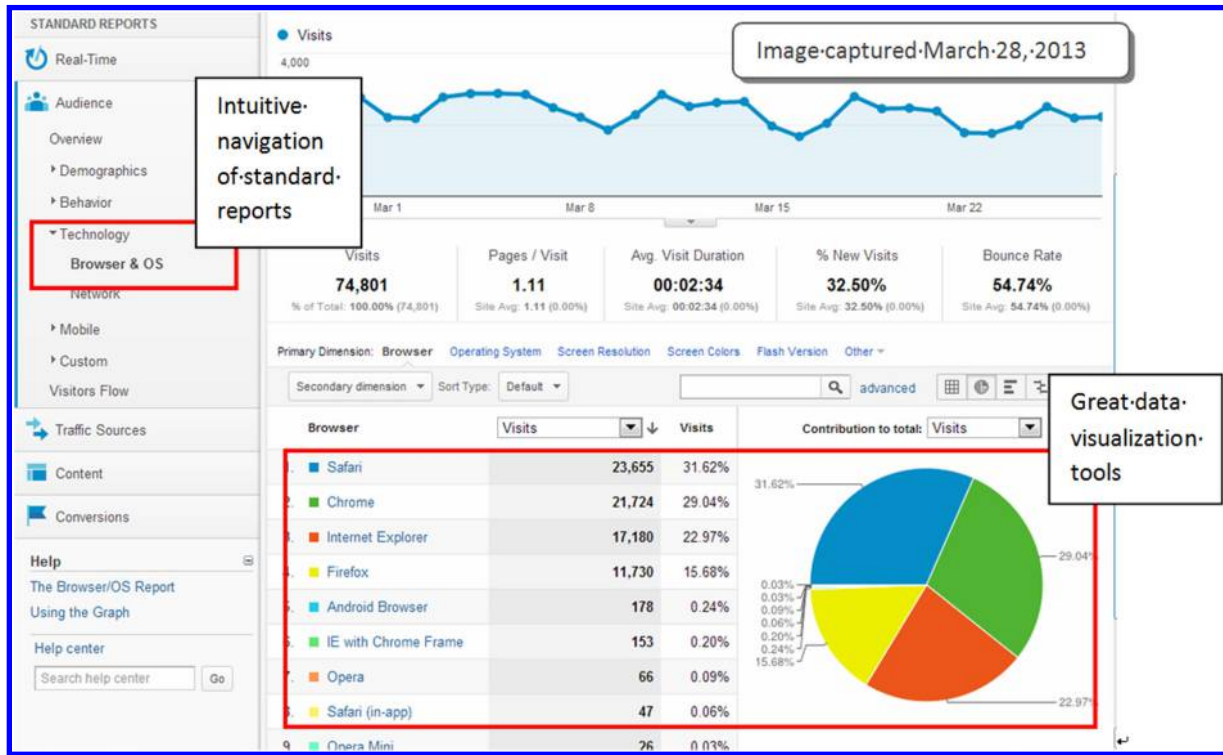 STANDARD REPORTS
Real-Time
Audience
Overview
Demographics
Behavior
Technology
Browser & OS
Network
Mobile
Custom
Visitors Flow
Traffic Sources
Content
Conversions
Help
The Browser/OS Report
Using the Graph
Help center
Search help center Go
Intuitive·
navigation
of·standard·
reports
Visits
Image·captured·March·28,·2013
4,000
Mar 1 Mar 8 Mar 15 Mar 22
Visits Pages / Visit Avg. Visit Duration % New Visits Bounce Rate
74,801 1.11 00:02:34 32.50% 54.74%
% of Total: 100.00% (74,801) Site Avg: 1.11 (0.00%) Site Avg: 00:02:34 (0.00%) Site Avg: 32.50% (0.00%) Site Avg: 54.74% (0.00%)
Primary Dimension: Browser Operating System Screen Resolution Screen Colors Flash Version Other
Secondary dimension Sort Type: Default advanced
Great·data·
visualization·
tools
Browser Visits Visits Contribution to total: Visits
1. Safari 23,655 31.62%
2. Chrome 21,724 29.04%
3. Internet Explorer 17,180 22.97%
4. Firefox 11,730 15.68%
5. Android Browser 178 0.24%
6. IE with Chrome Frame 153 0.20%
7. Opera 66 0.09%
8. Safari (in-app) 47 0.06%
9. Opera Mini 26 0.03%
31.62%
29.04%
0.03%
0.03%
0.09%
0.06%
0.20%
0.24%
15.68%
22.97%